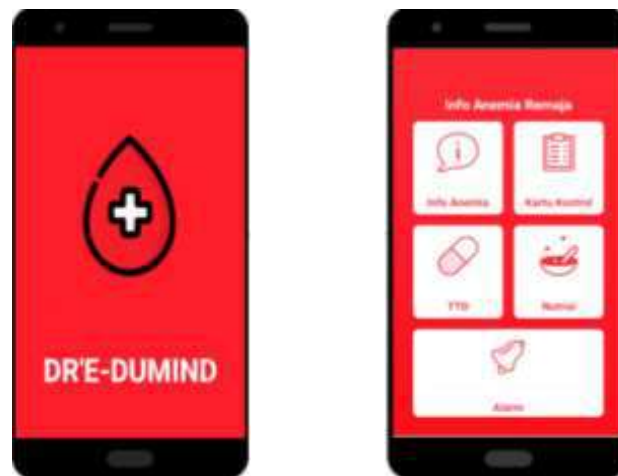 DR'E-DUMIND
Info Anemia Remaja
Info Anemia
Kartu Kontrol
TTD
Nutrisi
Alarm